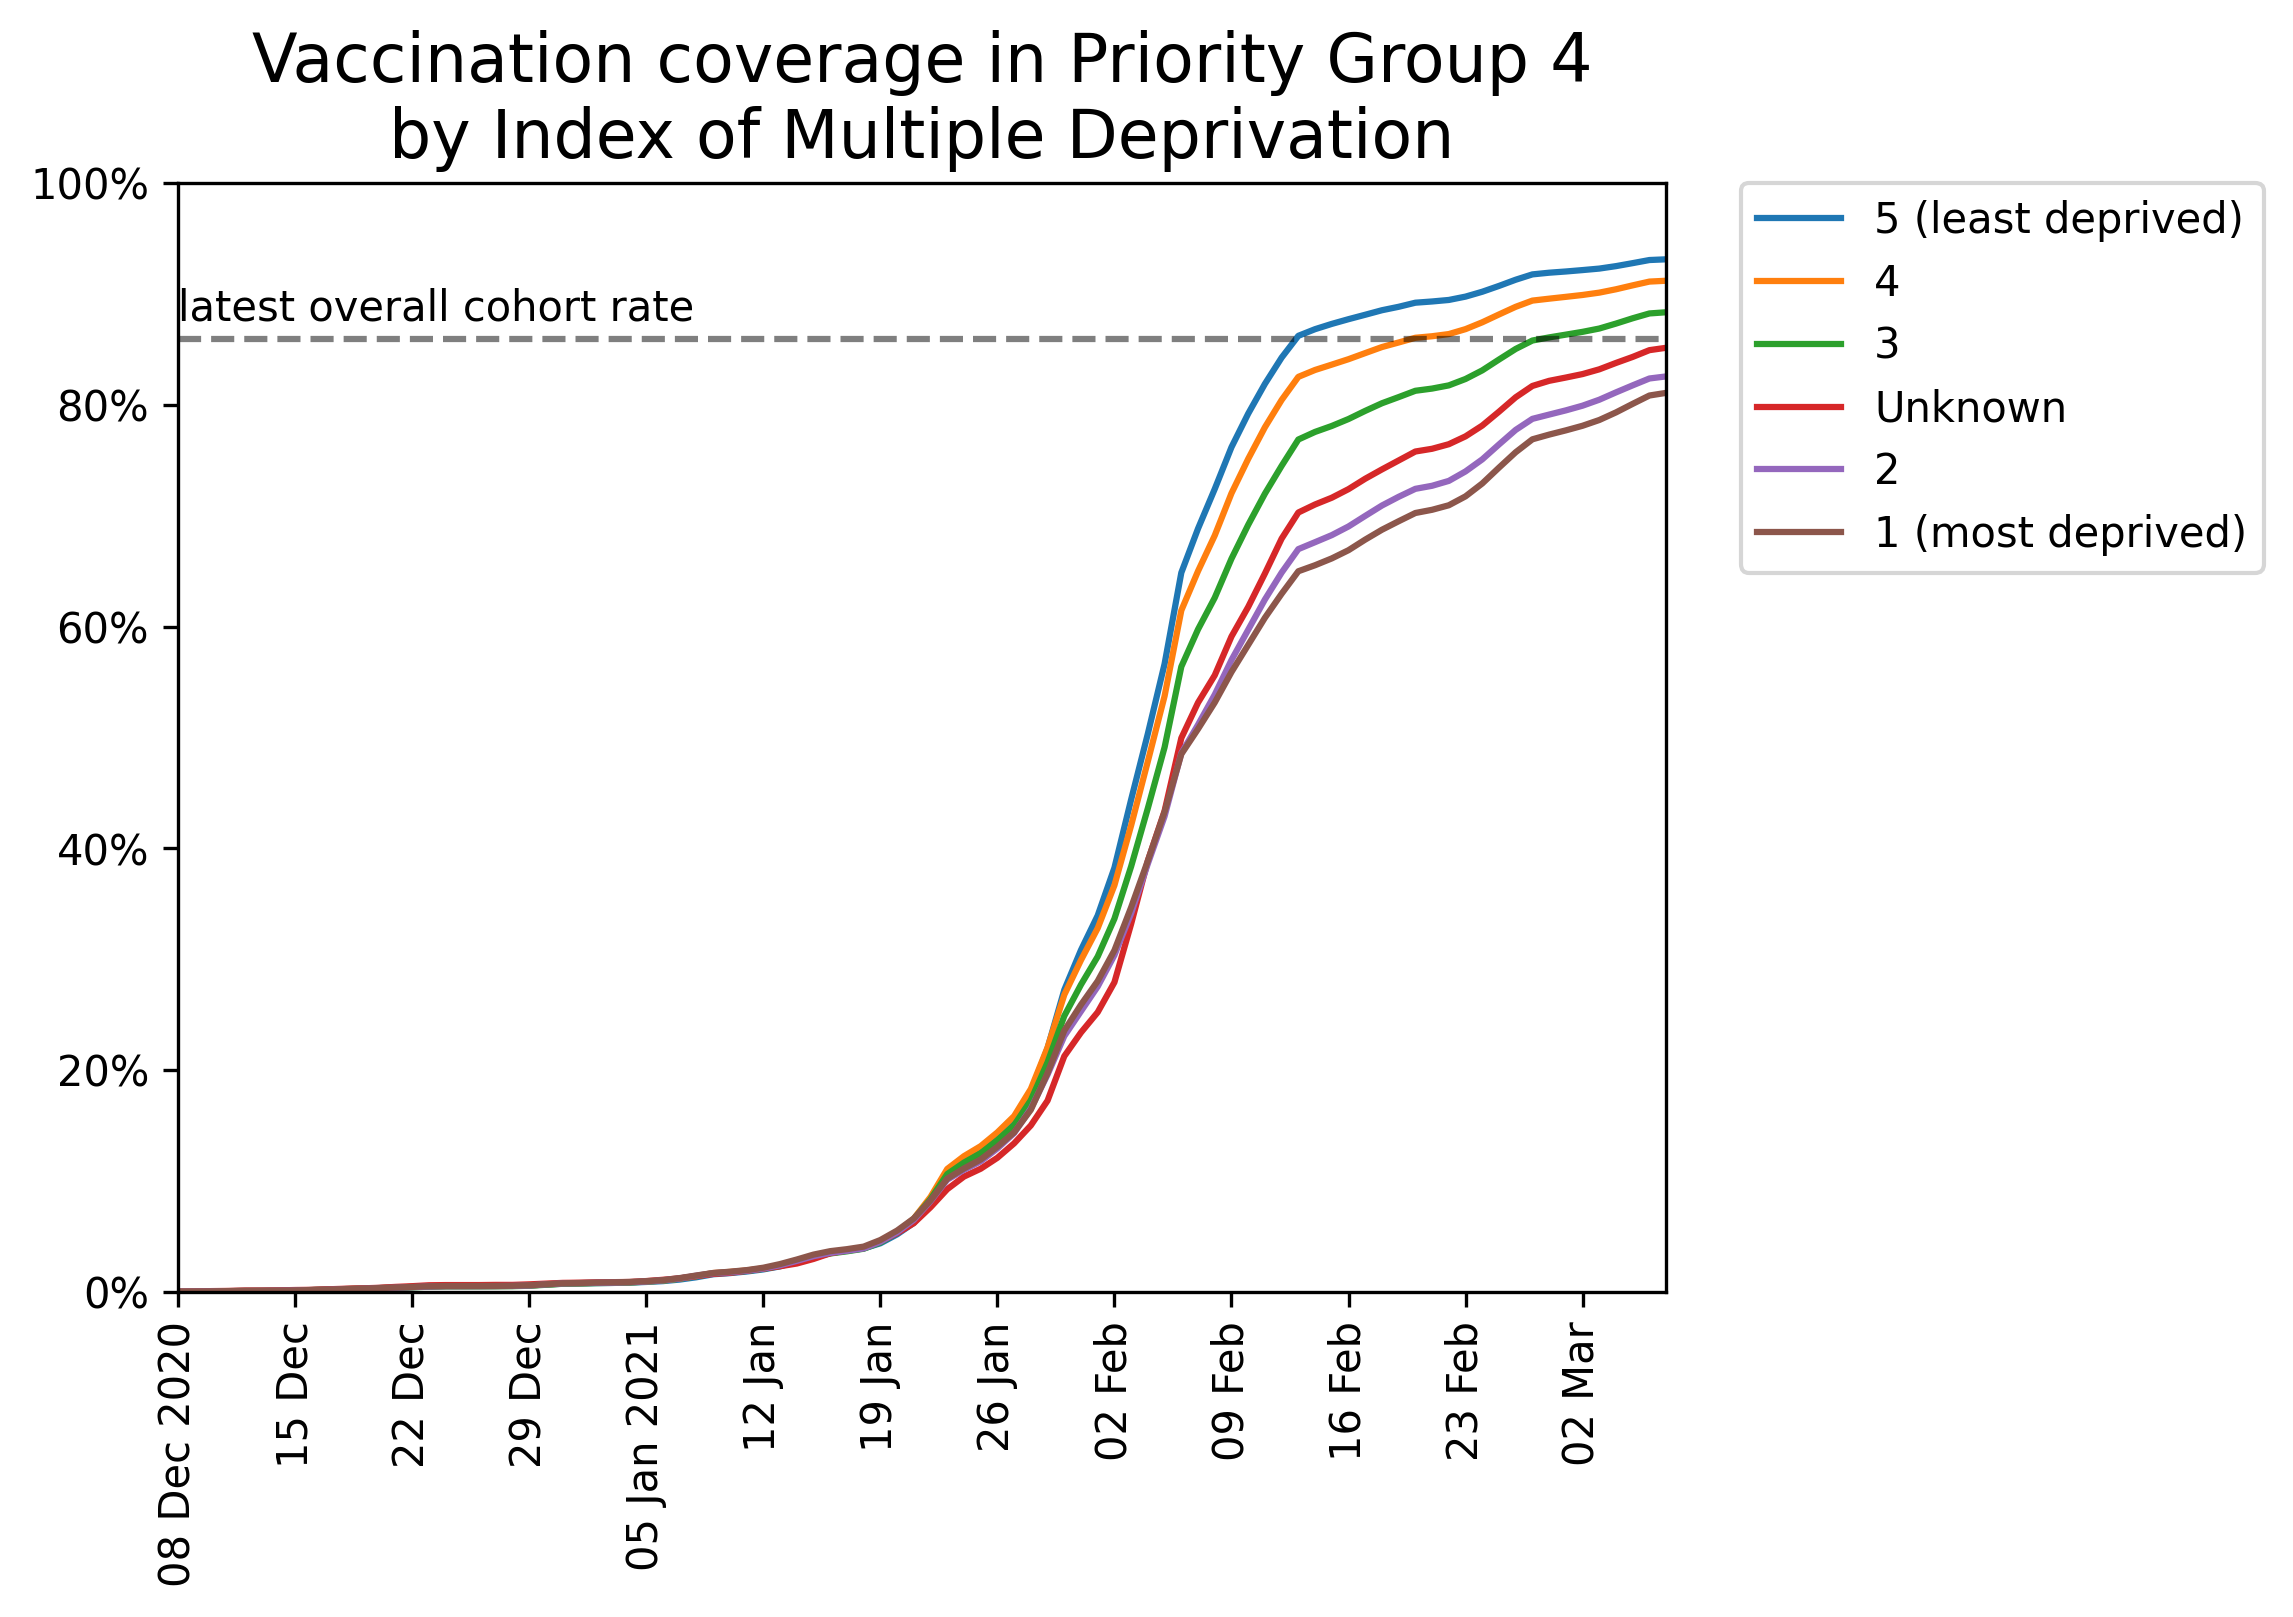 Vaccination coverage in Priority Group 4
by Index of Multiple Deprivation
100%
80%
60%
40%
20%
0%
latest overall cohort rate
08 Dec 2020
15 Dec
22 Dec
29 Dec
05 Jan 2021
12 Jan
19 Jan
26 Jan
02 Feb
09 Feb
16 Feb
23 Feb
02 Mar
5 (least deprived)
4
3
Unknown
2
1 (most deprived)